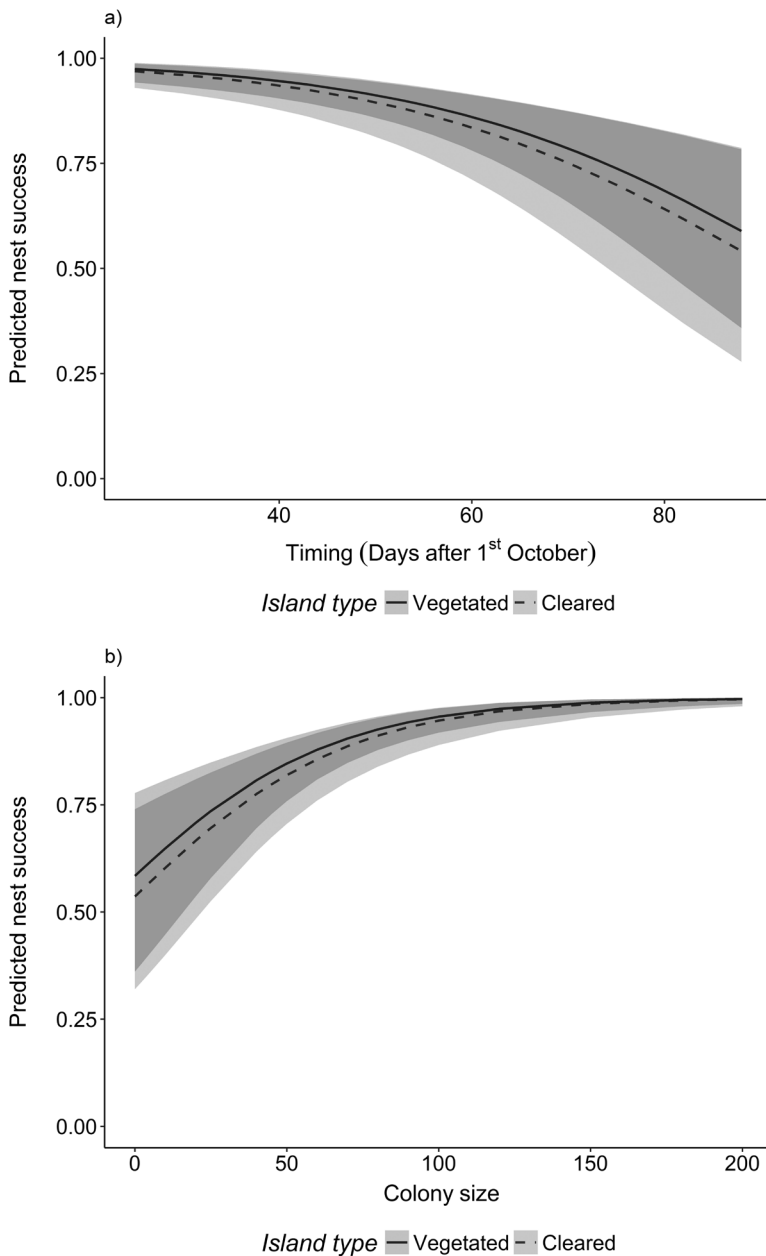 a)
1.00
0.75
0.50
0.25
0.00
Predicted nest success
40 60 80
Timing (Days after 1st October)
Island type Vegetated Cleared
b)
1.00
0.75
0.50
0.25
0.00
Predicted nest success
0 50 100 150 200
Colony size
Island type Vegetated Cleared